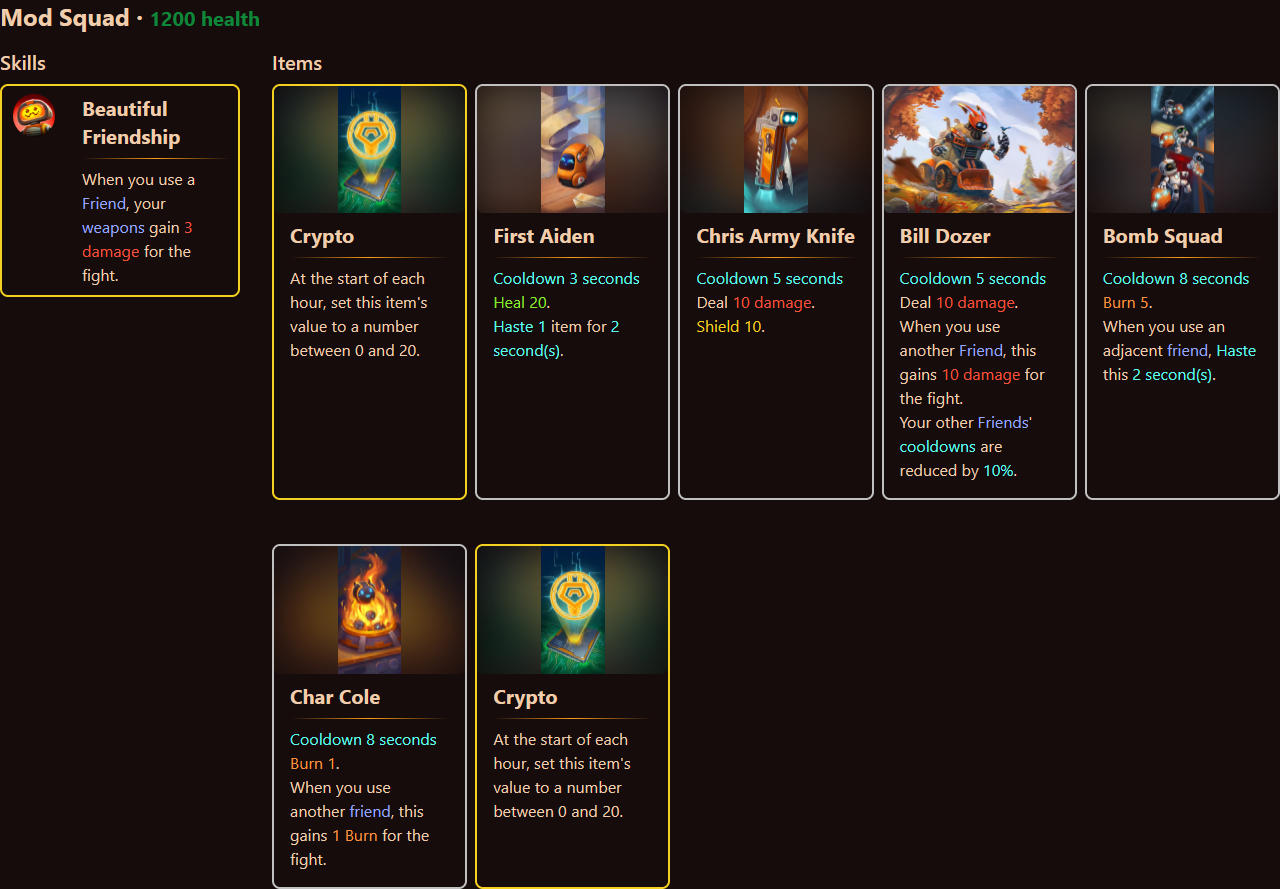 Mod Squad · 1200 health
Skills
Beautiful
Friendship
When you use a
Friend, your
weapons gain 3
damage for the
fight.
Items
Crypto
At the start of each
hour, set this item's
value to a number
between 0 and 20.
First Aiden
Cooldown 3 seconds
Heal 20.
Haste 1 item for 2
second(s).
Chris Army Knife
Cooldown 5 seconds
Deal 10 damage.
Shield 10.
Bill Dozer
Cooldown 5 seconds
Deal 10 damage.
When you use
another Friend, this
gains 10 damage for
the fight.
Your other Friends'
cooldowns are
reduced by 10%.
Bomb Squad
Cooldown 8 seconds
Burn 5.
When you use an
adjacent friend, Haste
this 2 second(s).
Char Cole
Cooldown 8 seconds
Burn 1.
When you use
another friend, this
gains 1 Burn for the
fight.
Crypto
At the start of each
hour, set this item's
value to a number
between 0 and 20.